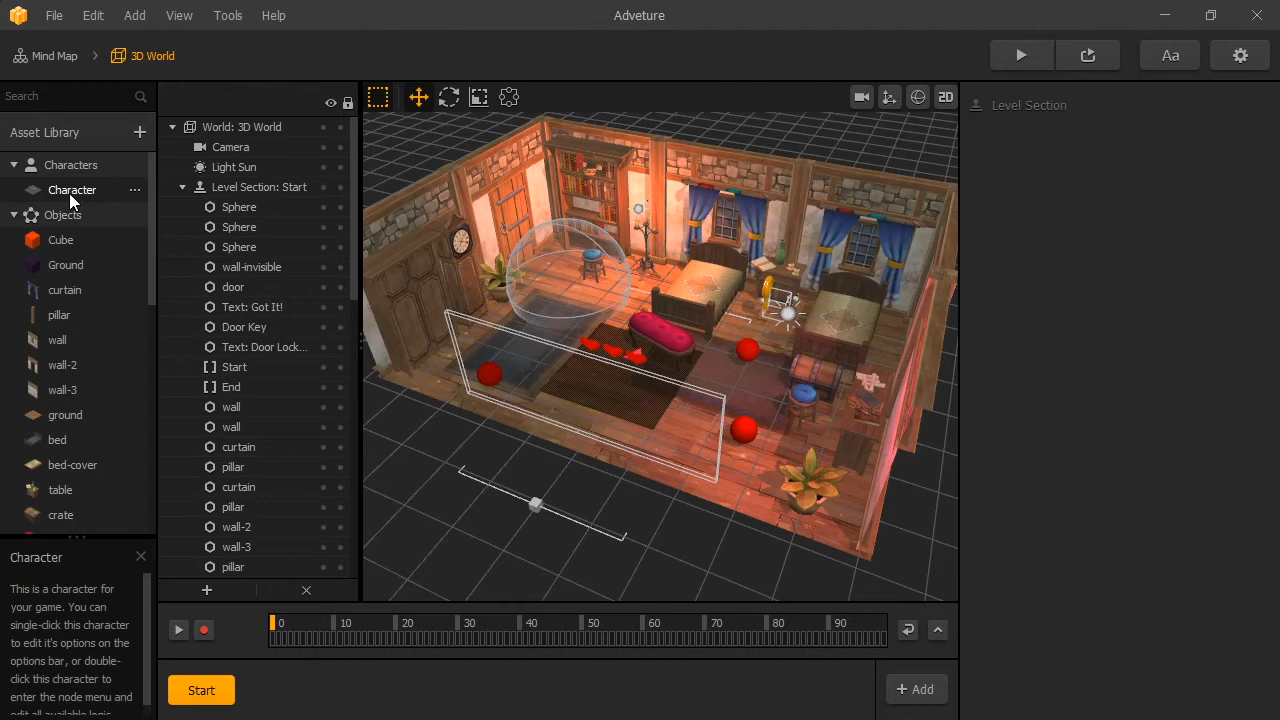 File Edit View Tools Help
Adveture
Mind Map
3D World
Aa
Search
Asset Library
Characters
Character
Objects
Cube
Ground
curtain
pillar
wall
wall-2
wall-3
ground
bed
bed-cover
table
crate
Character
This is a character for
your game. You can
single-click this character
to edit it's options on the
options bar, or double-
click this character to
enter the node menu and
edit all available logic
World: 3D World
Camera
Light Sun
Level Section: Start
Sphere
Sphere
Sphere
wall-invisible
door
Text: Got It!
Door Key
Text: Door Lock...
Start
End
wall
wall
curtain
pillar
curtain
pillar
wall-2
wall-3
pillar
2D
Level Section
0 10 20 30 40 50 60 70 80 90
Start
+ Add